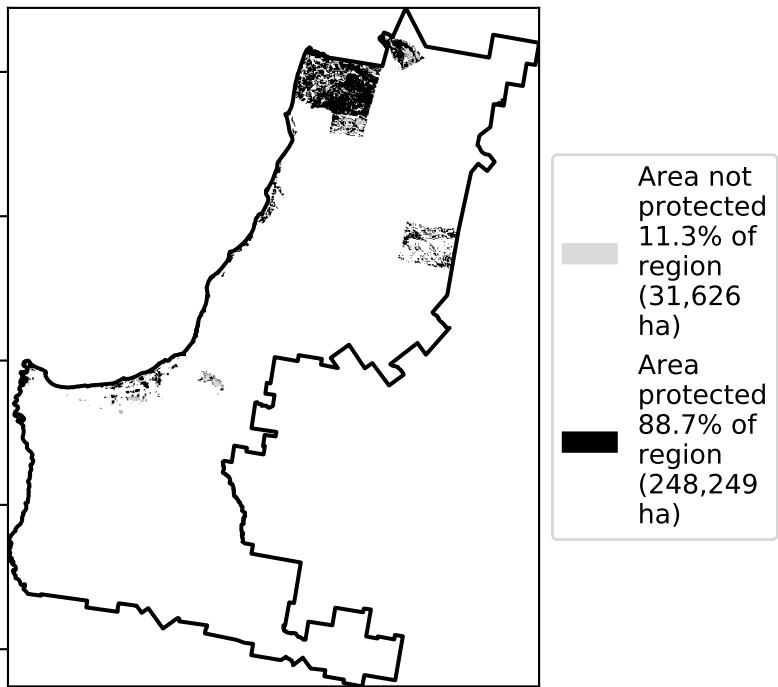 Area not
protected
11.3% of
region
(31,626
ha)
Area
protected
88.7% of
region
(248,249
ha)